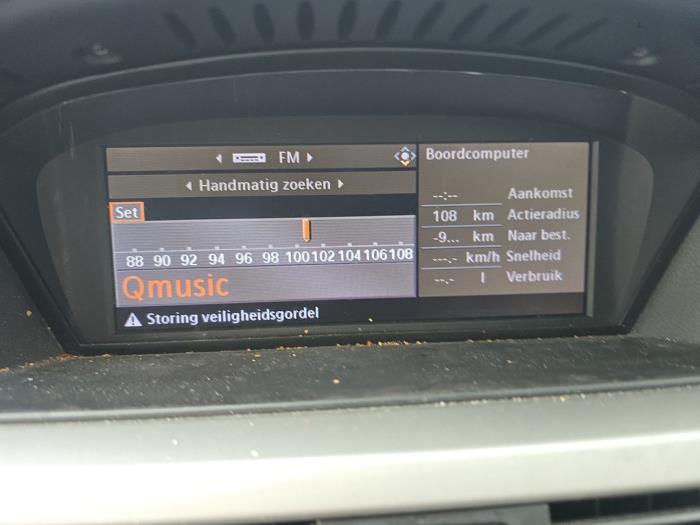 FM
Handmatig zoeken
Set
88 90 92 94 96 98 100 102 104 106 108
Qmusic
Storing veiligheidsgordel
Boordcomputer
--:-- Aankomst
108 km Actieradius
-9... km Naar best.
---.- km/h Snelheid
--.- l Verbruik